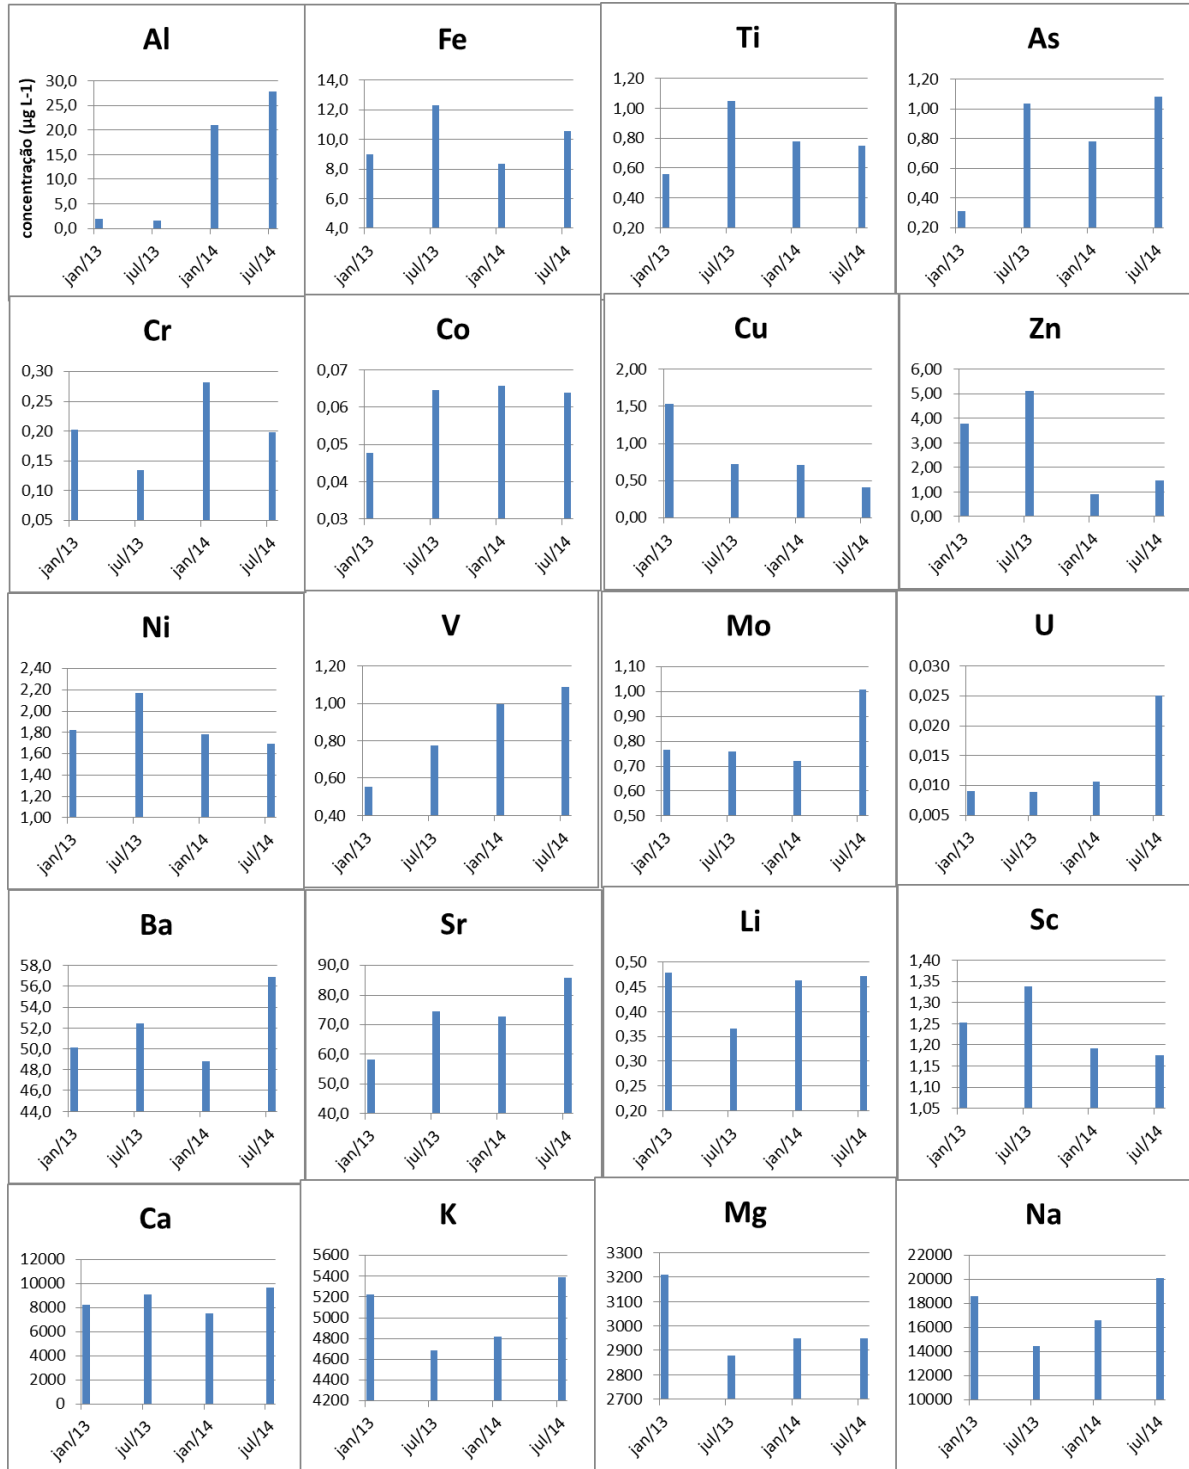 Al
concentração (µg L-1)
30,0
25,0
20,0
15,0
10,0
5,0
0,0
jan/13
jul/13
jan/14
jul/14
Fe
14,0
12,0
10,0
8,0
6,0
4,0
jan/13
jul/13
jan/14
jul/14
Ti
1,20
1,00
0,80
0,60
0,40
0,20
jan/13
jul/13
jan/14
jul/14
As
1,20
1,00
0,80
0,60
0,40
0,20
jan/13
jul/13
jan/14
jul/14
Cr
0,30
0,25
0,20
0,15
0,10
0,05
jan/13
jul/13
jan/14
jul/14
Co
0,07
0,06
0,05
0,04
0,03
jan/13
jul/13
jan/14
jul/14
Cu
2,00
1,50
1,00
0,50
0,00
jan/13
jul/13
jan/14
jul/14
Zn
6,00
5,00
4,00
3,00
2,00
1,00
0,00
jan/13
jul/13
jan/14
jul/14
Ni
2,40
2,20
2,00
1,80
1,60
1,40
1,20
1,00
jan/13
jul/13
jan/14
jul/14
V
1,20
1,00
0,80
0,60
0,40
jan/13
jul/13
jan/14
jul/14
Mo
1,10
1,00
0,90
0,80
0,70
0,60
0,50
jan/13
jul/13
jan/14
jul/14
U
0,030
0,025
0,020
0,015
0,010
0,005
jan/13
jul/13
jan/14
jul/14
Ba
58,0
56,0
54,0
52,0
50,0
48,0
46,0
44,0
jan/13
jul/13
jan/14
jul/14
Sr
90,0
80,0
70,0
60,0
50,0
40,0
jan/13
jul/13
jan/14
jul/14
Li
0,50
0,45
0,40
0,35
0,30
0,25
0,20
jan/13
jul/13
jan/14
jul/14
Sc
1,40
1,35
1,30
1,25
1,20
1,15
1,10
1,05
jan/13
jul/13
jan/14
jul/14
Ca
12000
10000
8000
6000
4000
2000
0
jan/13
jul/13
jan/14
jul/14
K
5600
5400
5200
5000
4800
4600
4400
4200
jan/13
jul/13
jan/14
jul/14
Mg
3300
3200
3100
3000
2900
2800
2700
jan/13
jul/13
jan/14
jul/14
Na
22000
20000
18000
16000
14000
12000
10000
jan/13
jul/13
jan/14
jul/14